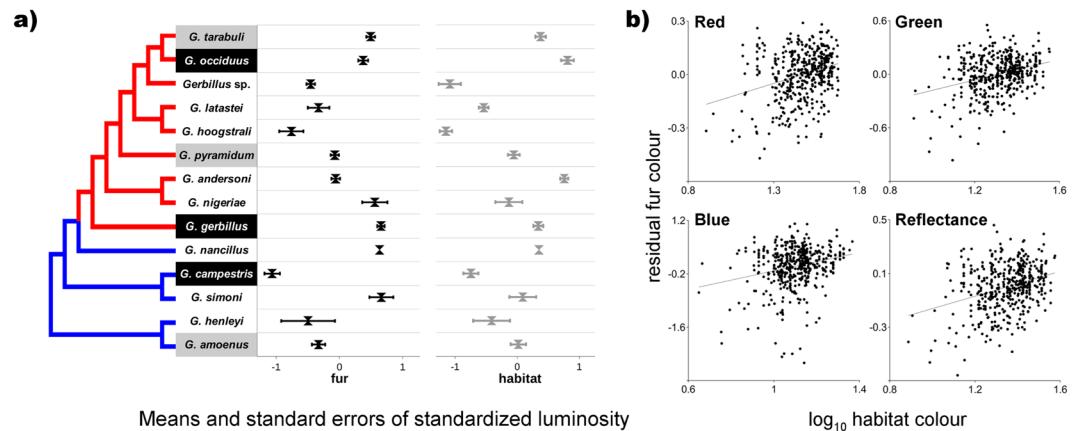 a)
G. tarabuli
G. occiduus
Gerbillus sp.
G. latastei
G. hoogstrali
G. pyramidum
G. andersoni
G. nigeriae
G. gerbillus
G. nancillus
G. campestris
G. simoni
G. henleyi
G. amoenus
-1 0 1
fur
-1 0 1
habitat
Means and standard errors of standardized luminosity
b)
residual fur colour
Red
0.3
0.0
-0.3
0.8 1.3 1.8
Green
0.6
0.0
-0.6
0.8 1.2 1.6
Blue
1.2
-0.2
-1.6
0.6 1 1.4
Reflectance
0.5
0.1
-0.3
0.8 1.2 1.6
log10 habitat colour